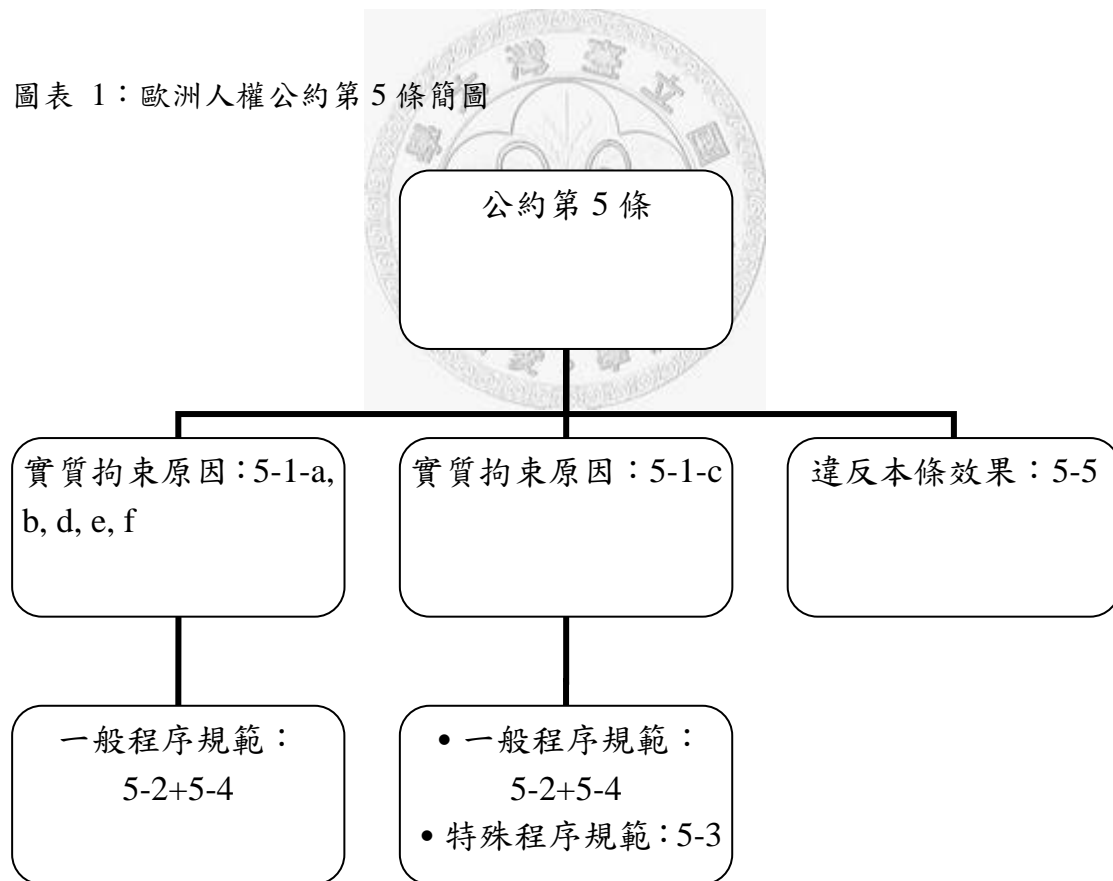 圖表 1：歐洲人權公約第 5 條簡圖
公約第 5 條
實質拘束原因：5-1-a,
b, d, e, f
實質拘束原因：5-1-c
違反本條效果：5-5
一般程序規範：
5-2+5-4
• 一般程序規範：
5-2+5-4
• 特殊程序規範：5-3